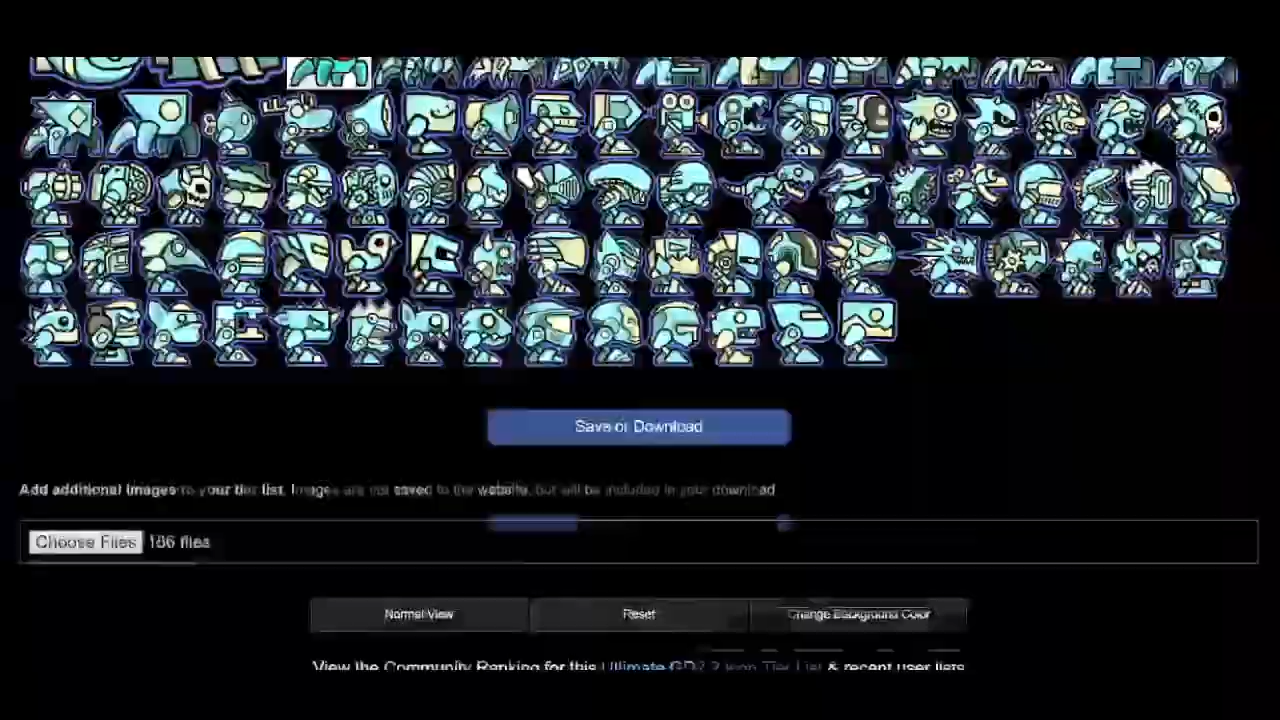 Save or Download
Add additional images to your tier list. Images are not saved to the website, but will be included in your download
Choose Files 186 files
Normal View
Reset
Change Background Color
View the Community Ranking for this Ultimate GD 2.2 Icon Tier List & recent user lists